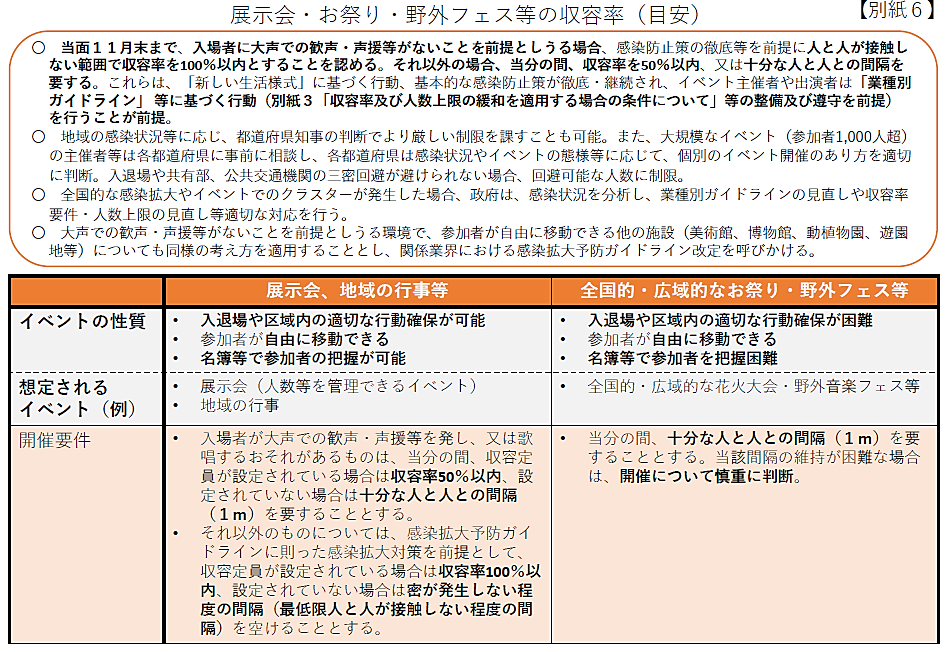 展示会・お祭り・野外フェス等の収容率（目安）
【別紙６】
○ 当面１１月末まで、入場者に大声での歓声・声援等がないことを前提としうる場合、感染防止策の徹底等を前提に人と人が接触し
ない範囲で収容率を100%以内とすることを認める。それ以外の場合、当分の間、収容率を50%以内、又は十分な人と人との間隔を
要する。これらは、「新しい生活様式」に基づく行動、基本的な感染防止策が徹底・継続され、イベント主催者や出演者は「業種別
ガイドライン」等に基づく行動（別紙３「収容率及び人数上限の緩和を適用する場合の条件について」等の整備及び遵守を前提）
を行うことが前提。
○ 地域の感染状況等に応じ、都道府県知事の判断でより厳しい制限を課すことも可能。また、大規模なイベント（参加者1,000人超）
の主催者等は各都道府県に事前に相談し、各都道府県は感染状況やイベントの態様等に応じて、個別のイベント開催のあり方を適切
に判断。入退場や共有部、公共交通機関の三密回避が避けられない場合、回避可能な人数に制限。
○ 全国的な感染拡大やイベントでのクラスターが発生した場合、政府は、感染状況を分析し、業種別ガイドラインの見直しや収容率
要件・人数上限の見直し等適切な対応を行う。
○ 大声での歓声・声援等がないことを前提としうる環境で、参加者が自由に移動できる他の施設（美術館、博物館、動植物園、遊園
地等）についても同様の考え方を適用することとし、関係業界における感染拡大予防ガイドライン改定を呼びかける。
展示会、地域の行事等
全国的・広域的なお祭り・野外フェス等
イベントの性質
• 入退場や区域内の適切な行動確保が可能
• 参加者が自由に移動できる
• 名簿等で参加者の把握が可能
• 入退場や区域内の適切な行動確保が困難
• 参加者が自由に移動できる
• 名簿等で参加者を把握困難
想定される
イベント（例）
• 展示会（人数等を管理できるイベント）
• 地域の行事
• 全国的・広域的な花火大会・野外音楽フェス等
開催要件
• 入場者が大声での歓声・声援等を発し、又は歌
唱するおそれがあるものは、当分の間、収容定
員が設定されている場合は収容率50%以内、設
定されていない場合は十分な人と人との間隔
（１ｍ）を要することとする。
• それ以外のものについては、感染拡大予防ガイ
ドラインに則った感染拡大対策を前提として、
収容定員が設定されている場合は収容率100%以
内、設定されていない場合は密が発生しない程
度の間隔（最低限人と人が接触しない程度の間
隔）を空けることとする。
• 当分の間、十分な人と人との間隔（１ｍ）を要
することとする。当該間隔の維持が困難な場合
は、開催について慎重に判断。